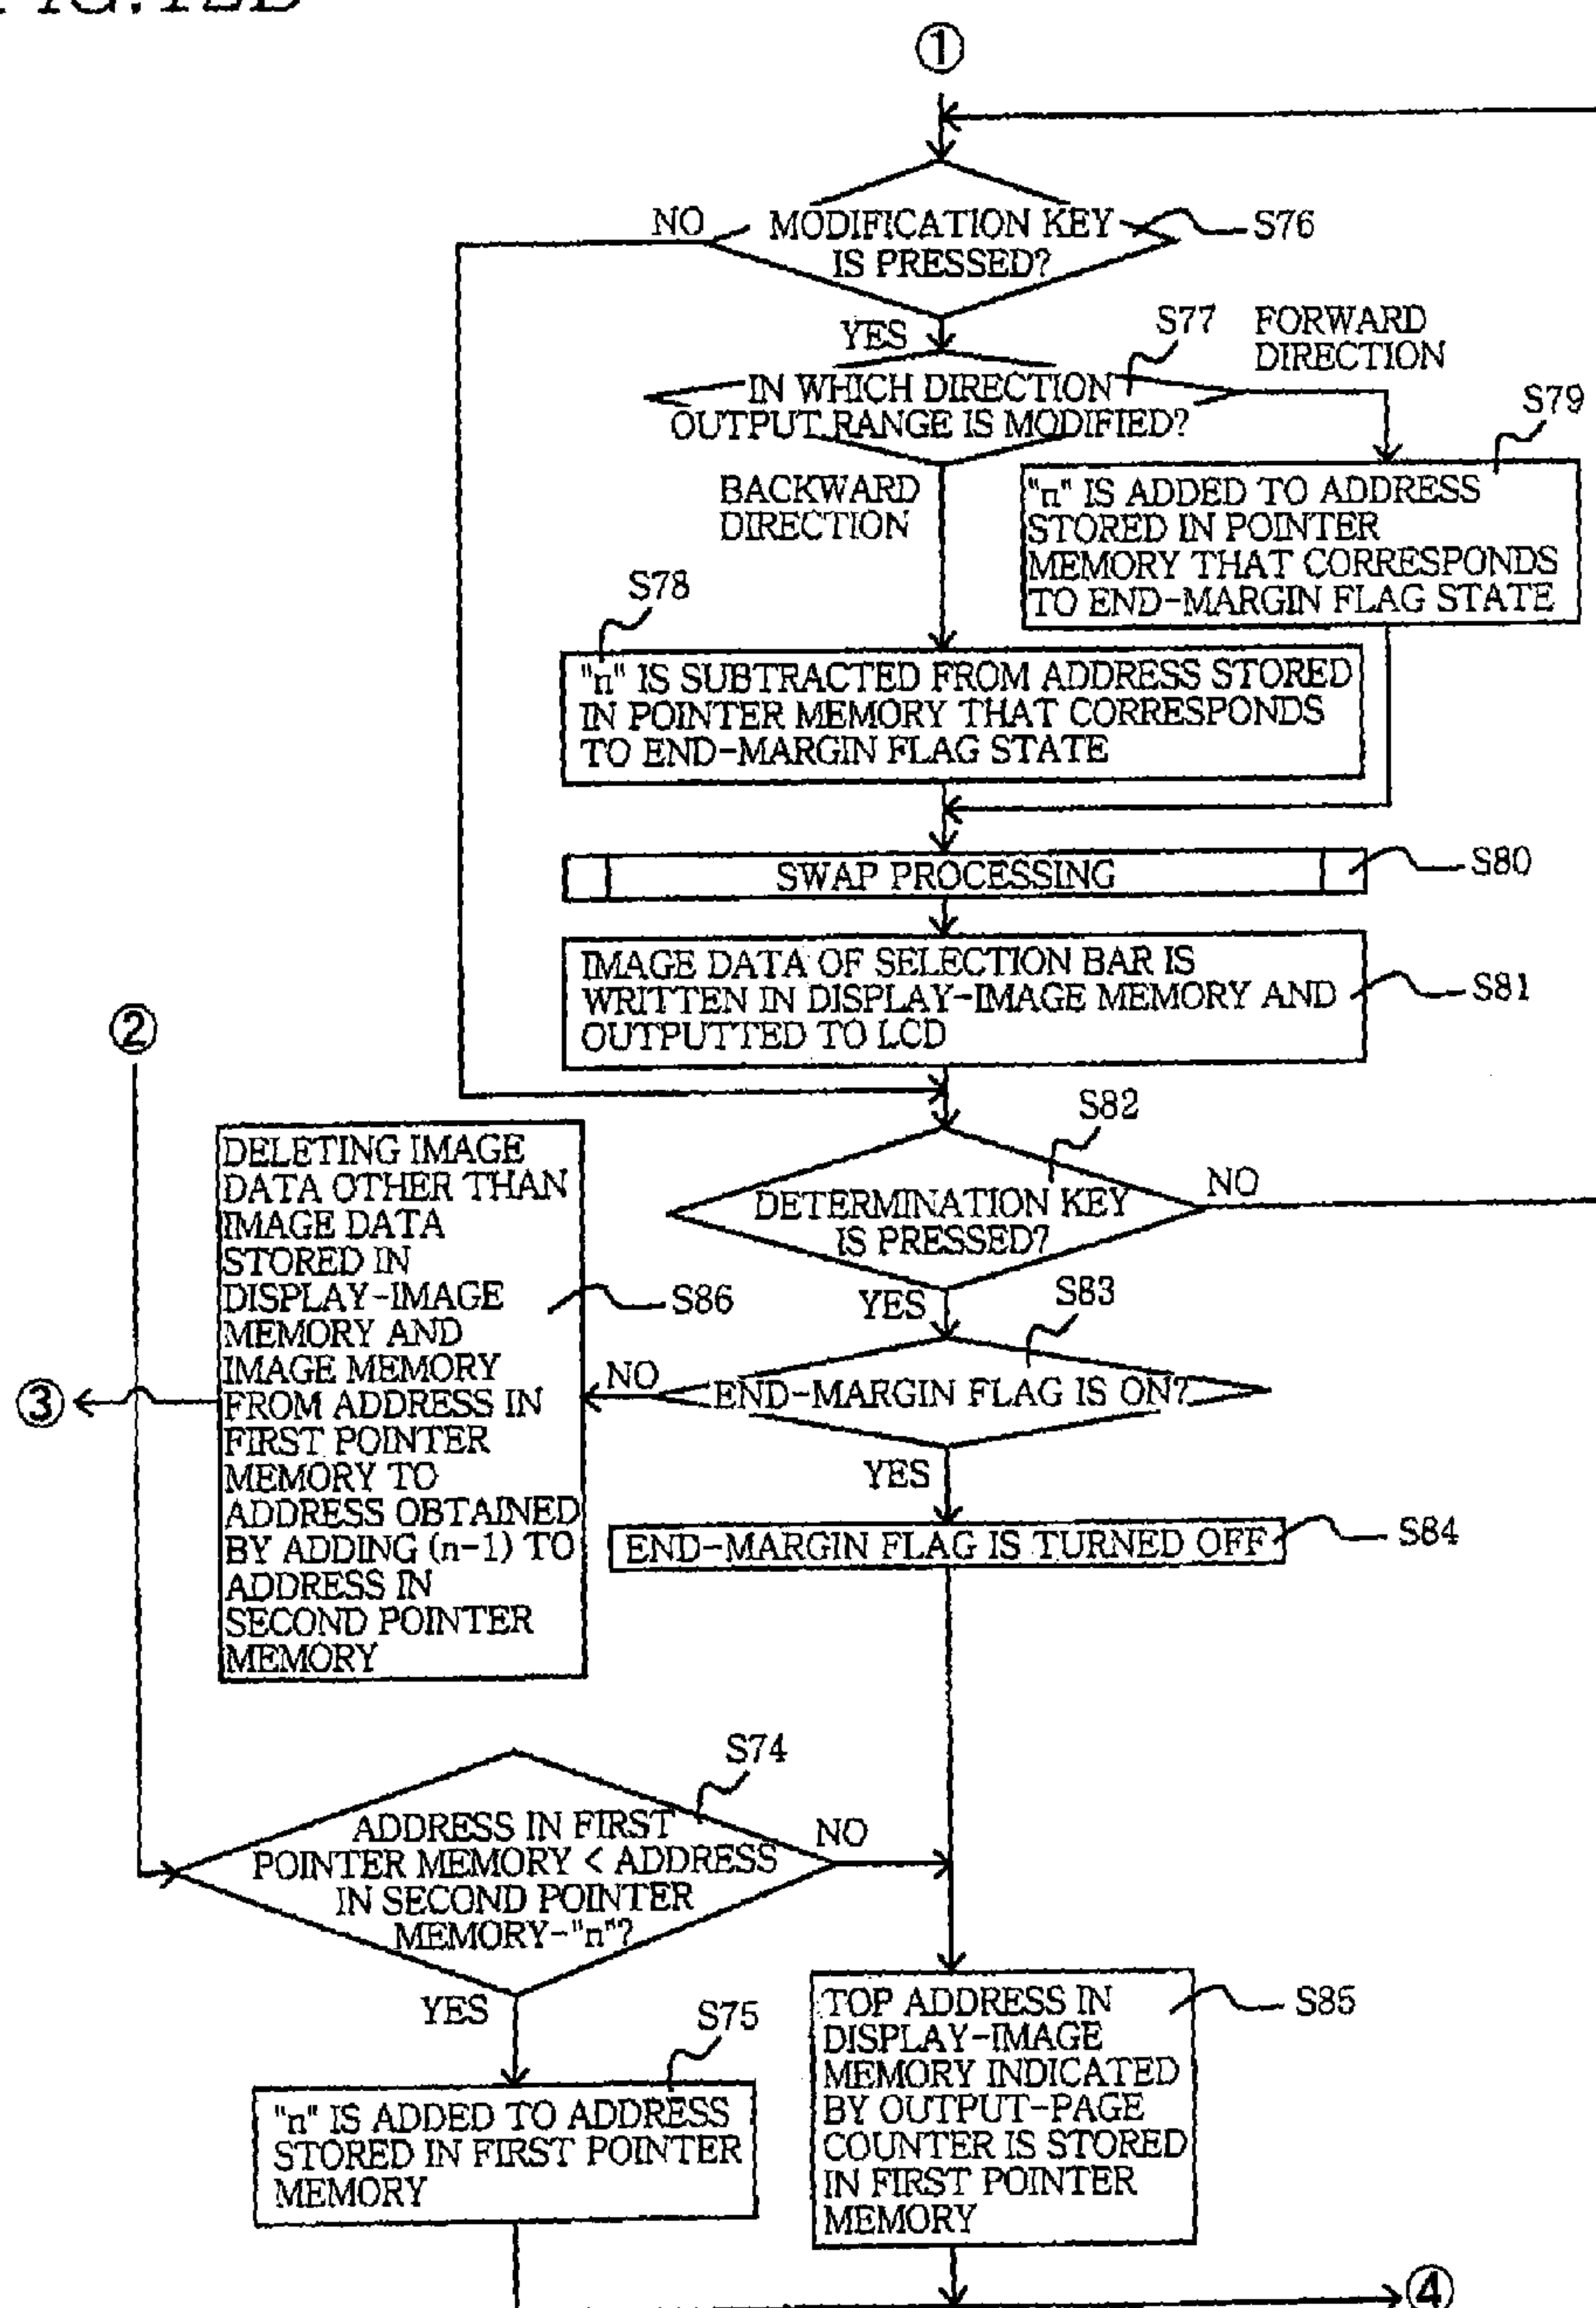 ①
NO
MODIFICATION KEY
IS PRESSED?
S76
YES
S77
FORWARD
DIRECTION
IN WHICH DIRECTION
OUTPUT RANGE IS MODIFIED?
S79
BACKWARD
DIRECTION
"n" IS ADDED TO ADDRESS
STORED IN POINTER
MEMORY THAT CORRESPONDS
TO END-MARGIN FLAG STATE
S78
"n" IS SUBTRACTED FROM ADDRESS STORED
IN POINTER MEMORY THAT CORRESPONDS
TO END-MARGIN FLAG STATE
SWAP PROCESSING
S80
IMAGE DATA OF SELECTION BAR IS
WRITTEN IN DISPLAY-IMAGE MEMORY AND
OUTPUTTED TO LCD
S81
②
S82
DETERMINATION KEY
IS PRESSED?
NO
YES
S83
DELETING IMAGE
DATA OTHER THAN
IMAGE DATA
STORED IN
DISPLAY-IMAGE
MEMORY AND
IMAGE MEMORY
FROM ADDRESS IN
FIRST POINTER
MEMORY TO
ADDRESS OBTAINED
BY ADDING (n-1) TO
ADDRESS IN
SECOND POINTER
MEMORY
S86
③
NO
END-MARGIN FLAG IS ON?
YES
END-MARGIN FLAG IS TURNED OFF
S84
S74
ADDRESS IN FIRST
POINTER MEMORY < ADDRESS
IN SECOND POINTER
MEMORY-"n"?
NO
YES
S75
"n" IS ADDED TO ADDRESS
STORED IN FIRST POINTER
MEMORY
TOP ADDRESS IN
DISPLAY-IMAGE
MEMORY INDICATED
BY OUTPUT-PAGE
COUNTER IS STORED
IN FIRST POINTER
MEMORY
S85
④